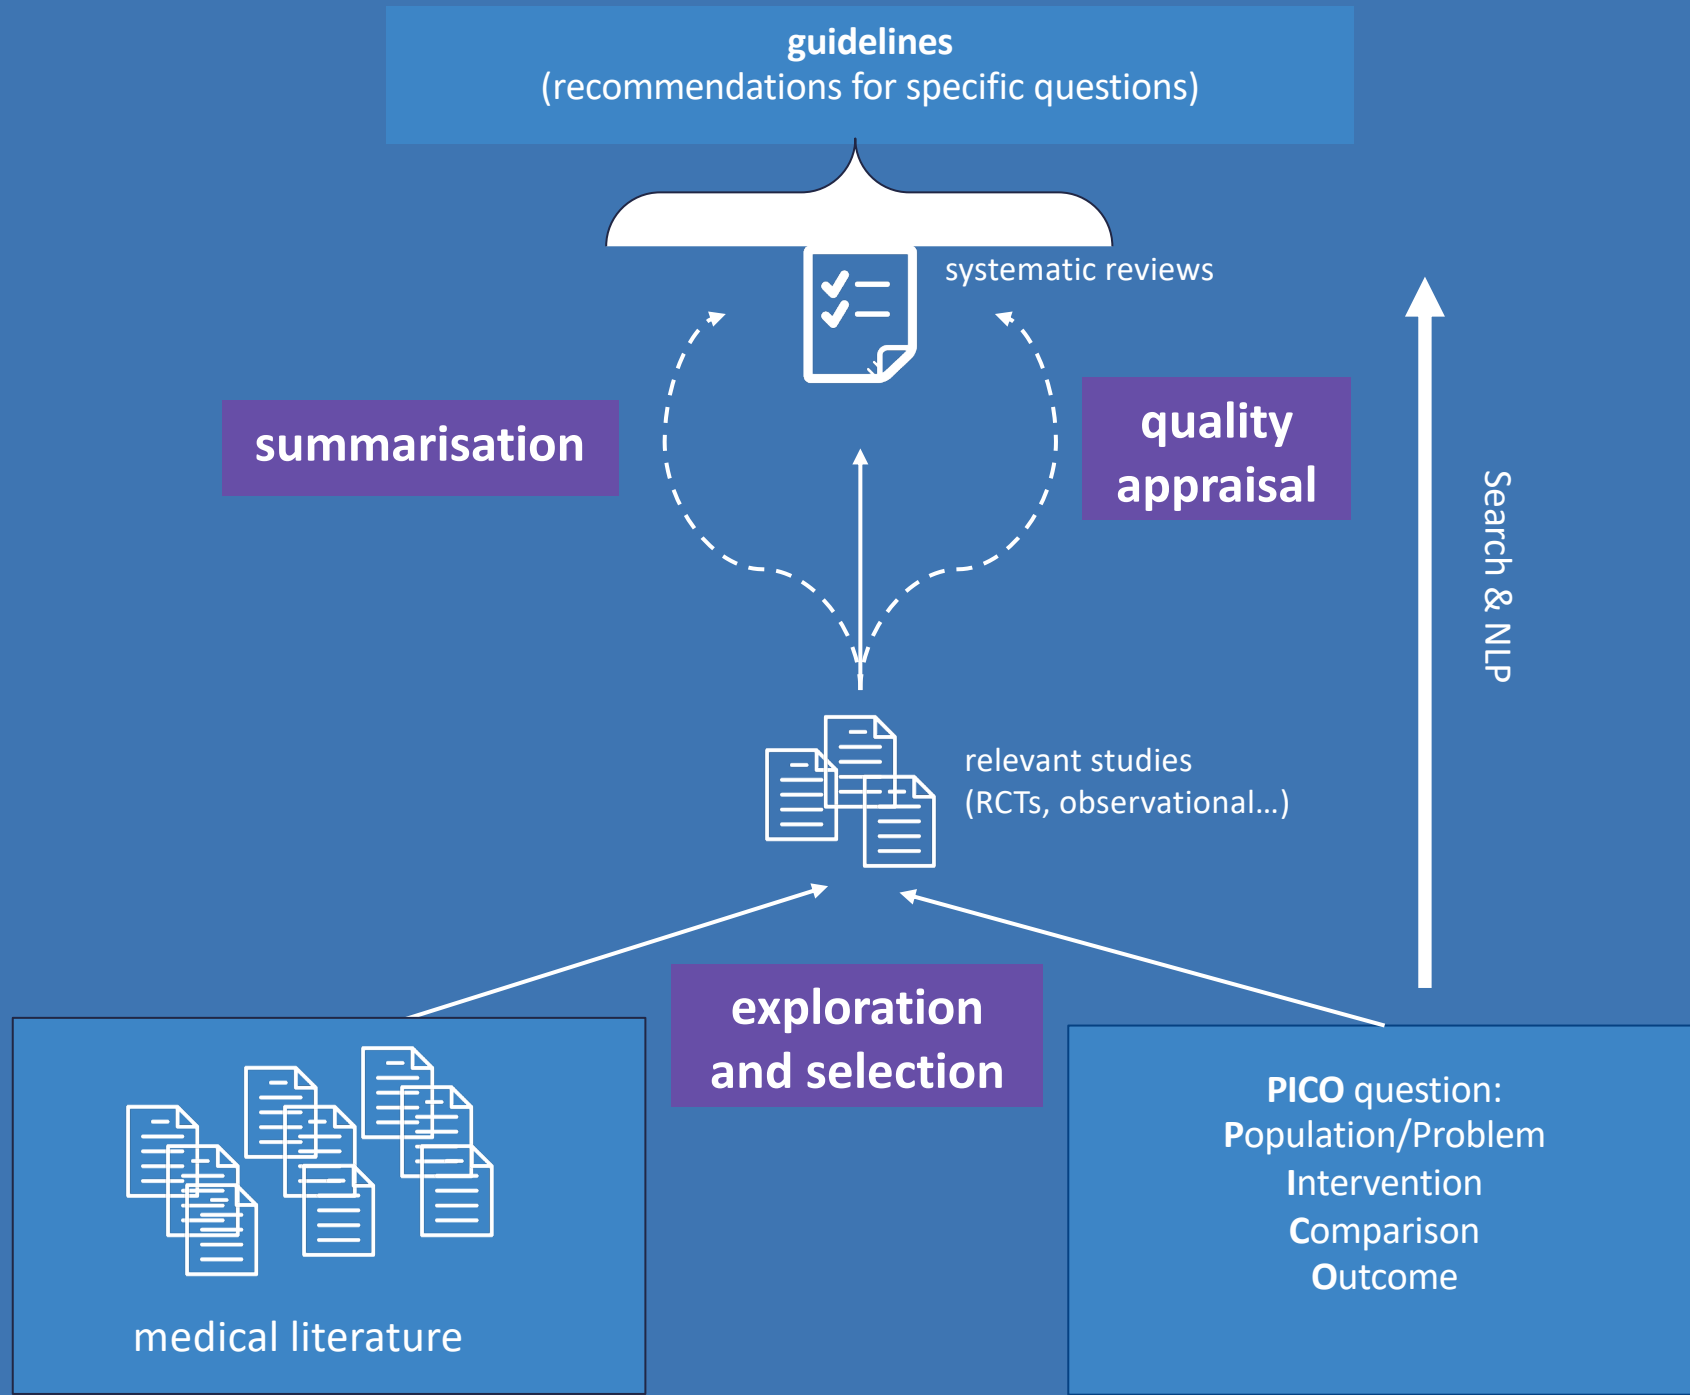 guidelines
(recommendations for specific questions)
systematic reviews
summarisation
quality
appraisal
Search & NLP
relevant studies
(RCTs, observational…)
exploration
and selection
medical literature
PICO question:
Population/Problem
Intervention
Comparison
Outcome